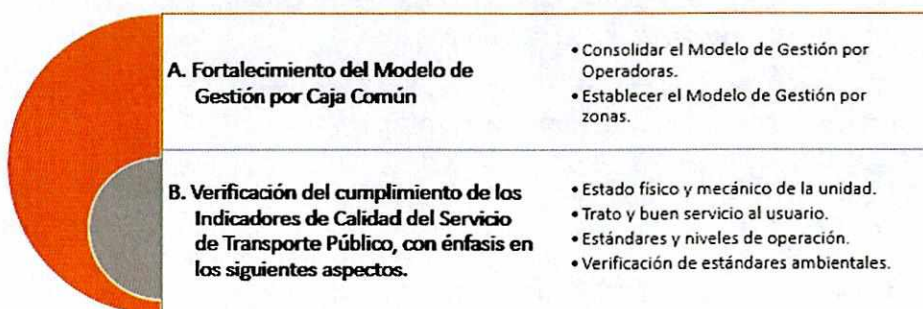 A. Fortalecimiento del Modelo de
Gestión por Caja Común
• Consolidar el Modelo de Gestión por
Operadoras.
• Establecer el Modelo de Gestión por
zonas.
B. Verificación del cumplimiento de los
Indicadores de Calidad del Servicio
de Transporte Público, con énfasis en
los siguientes aspectos.
• Estado físico y mecánico de la unidad.
• Trato y buen servicio al usuario.
• Estándares y niveles de operación.
• Verificación de estándares ambientales.